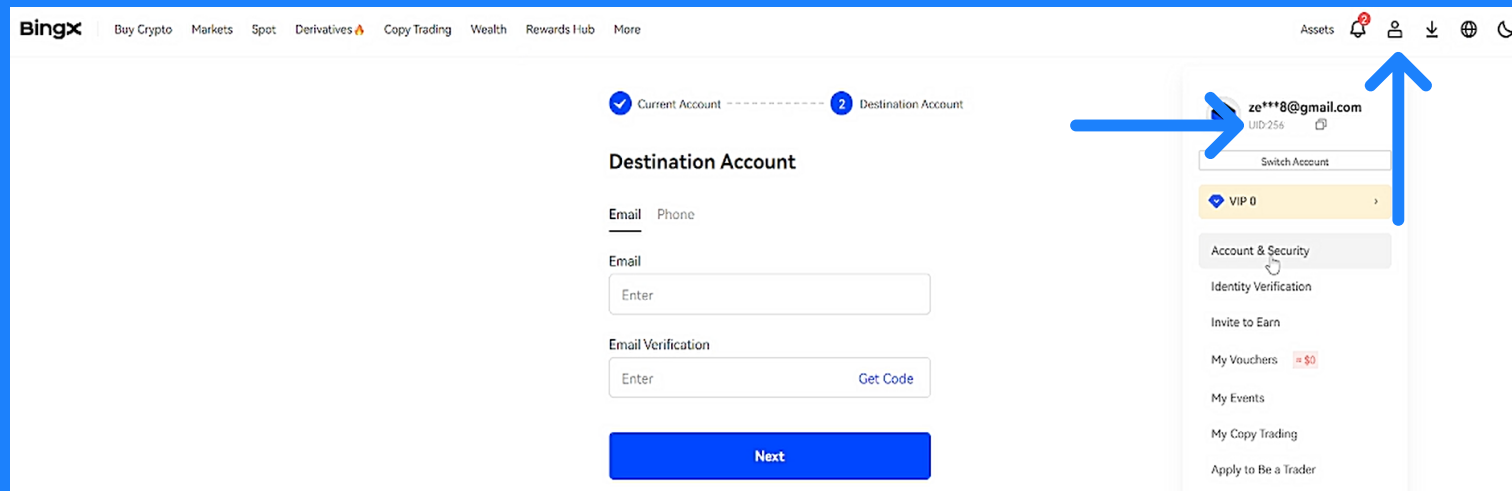 BingX Buy Crypto Markets Spot Derivatives🔥 Copy Trading Wealth Rewards Hub More Assets 2
Current Account 2 Destination Account
Destination Account
Email Phone
Email
Enter
Email Verification
Enter Get Code
Next
ze***8@gmail.com
UID:256
Switch Account
VIP 0 ›
Account & Security
Identity Verification
Invite to Earn
My Vouchers ≈ $0
My Events
My Copy Trading
Apply to Be a Trader